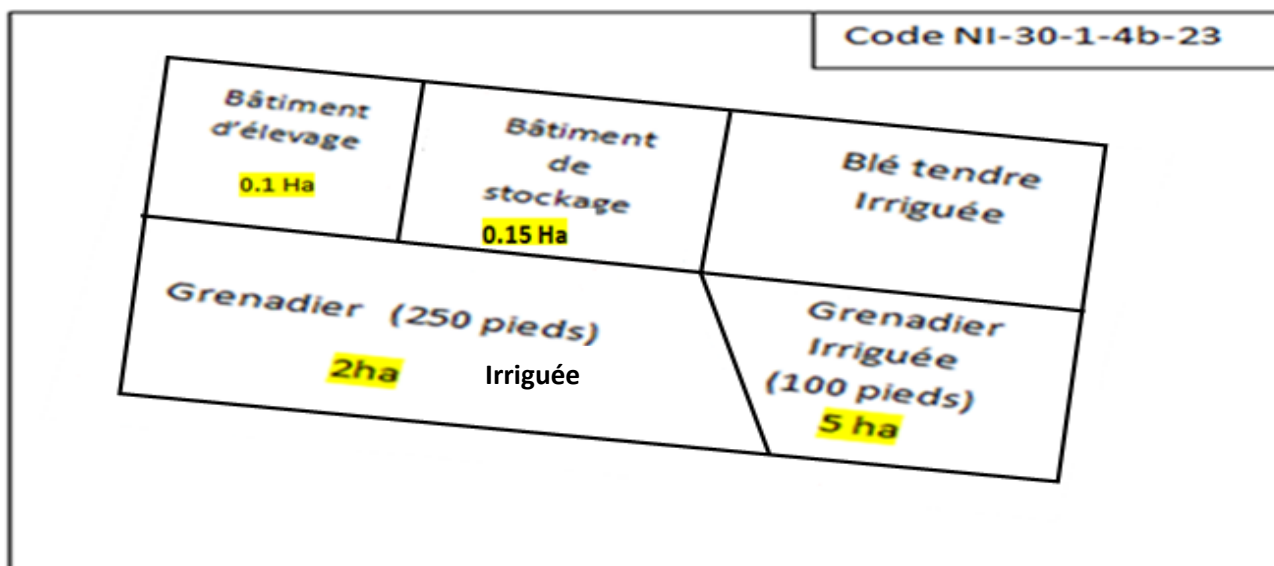 Code NI-30-1-4b-23
Bâtiment
d'élevage
0.1 Ha
Bâtiment
de
stockage
0.15 Ha
Blé tendre
Irriguée
Grenadier (250 pieds)
2ha Irriguée
Grenadier
Irriguée
(100 pieds)
5 ha